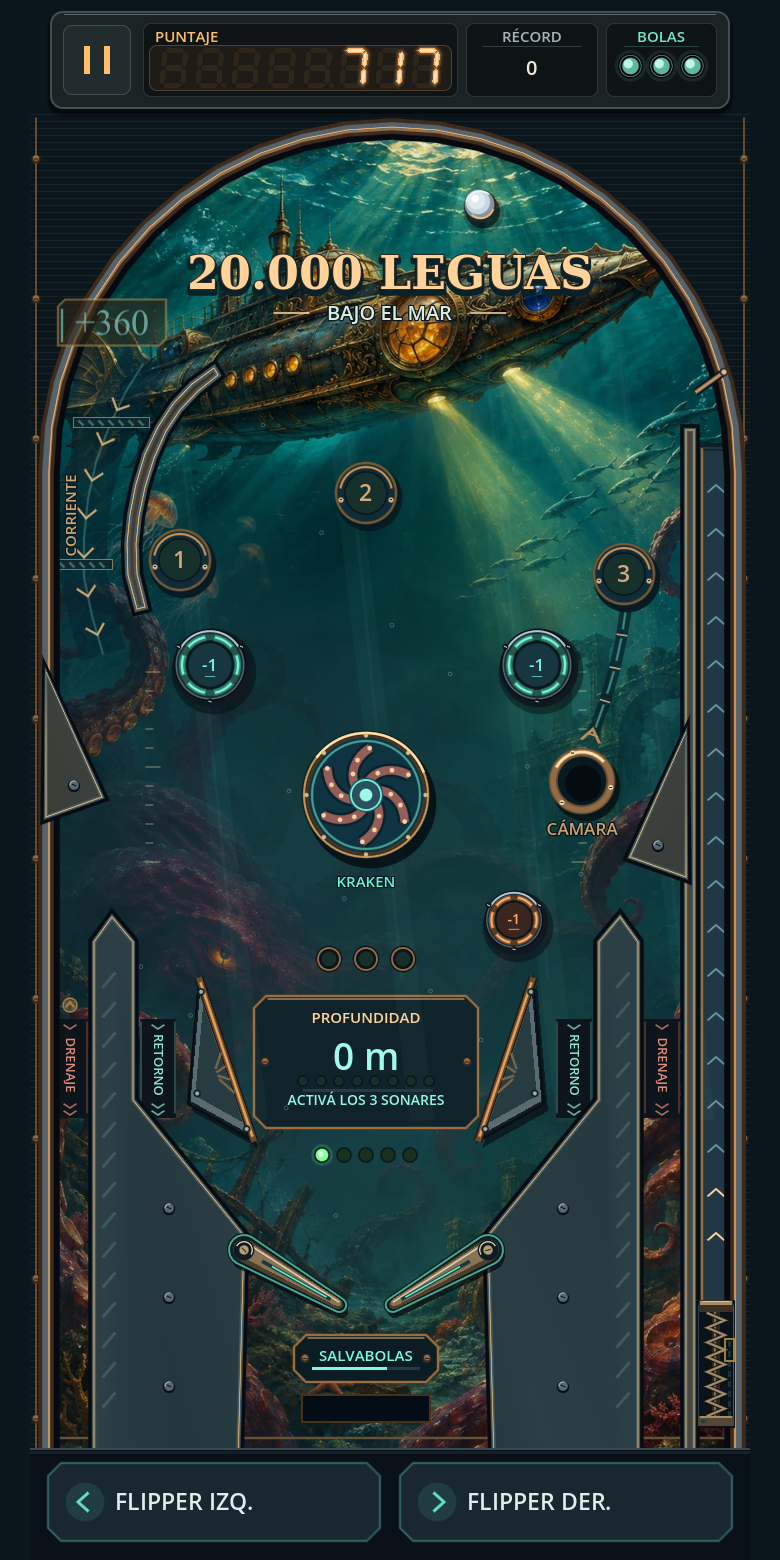 PUNTAJE
717
RÉCORD
0
BOLAS
20.000 LEGUAS
BAJO EL MAR
+360
CORRIENTE
2
1
3
-1
-1
CÁMARA
KRAKEN
-1
PROFUNDIDAD
0 m
ACTIVÁ LOS 3 SONARES
DRENAJE
RETORNO
RETORNO
DRENAJE
SALVABOLAS
FLIPPER IZQ.
FLIPPER DER.